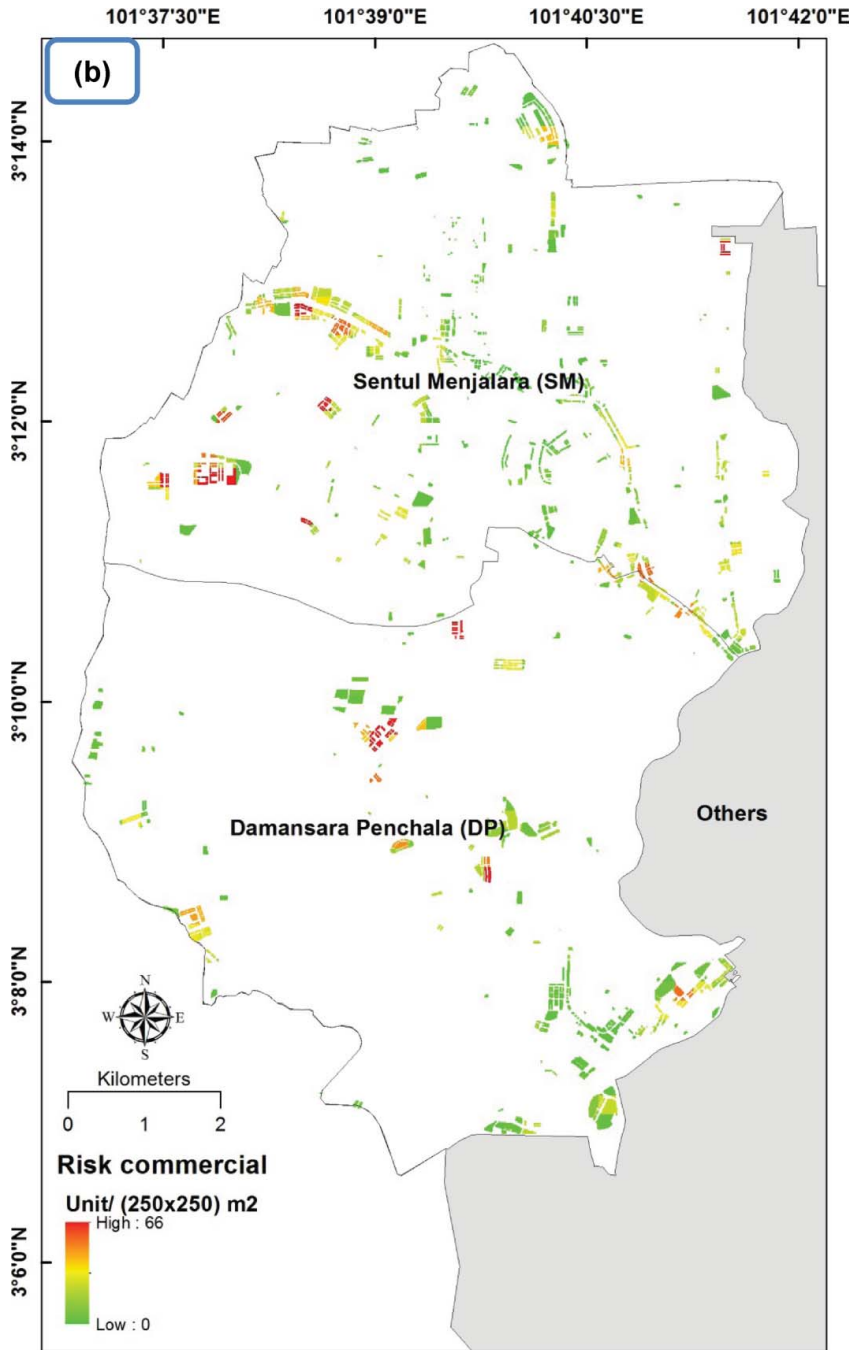 101°37'30"E 101°39'0"E 101°40'30"E 101°42'0"E
(b)
3°14'0"N
3°12'0"N
Sentul Menjalara (SM)
3°10'0"N
Others
Damansara Penchala (DP)
3°8'0"N
N
W E
S
Kilometers
0 1 2
Risk commercial
Unit/ (250x250) m2
High : 66
Low : 0
3°6'0"N